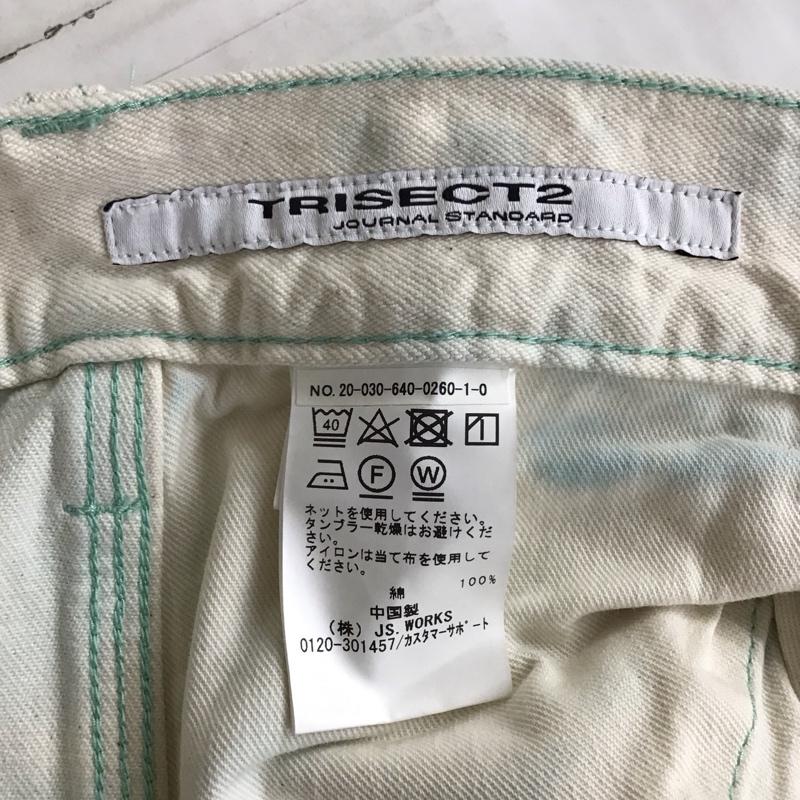 TRISECT2
JOURNAL STANDARD
NO. 20-030-640-0260-1-0
40
F W
ネットを使用してください。
タンブラー乾燥はお避けくだ
さい。
アイロンは当て布を使用して
ください。
100%
綿
中国製
(株) JS. WORKS
0120-301457/カスタマーサポート